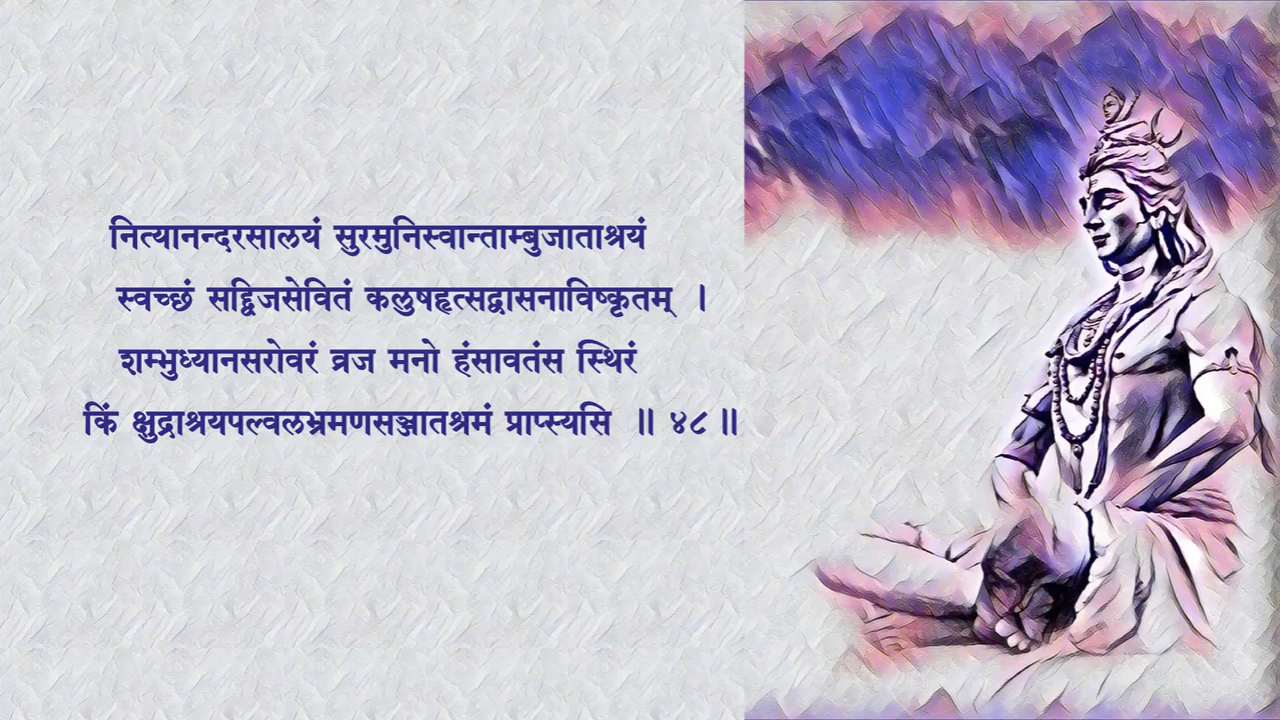 नित्यानन्दरसालयं सुरमुनिस्वान्ताम्बुजाताश्रयं
स्वच्छं सद्द्विजसेवितं कलुषहृत्सद्वासनाविष्कृतम् ।
शम्भुध्यानसरोवरं व्रज मनो हंसावतंस स्थिरं
किं क्षुद्राश्रयपल्वलभ्रमणसञ्जातश्रमं प्राप्स्यसि ॥ ४८ ॥